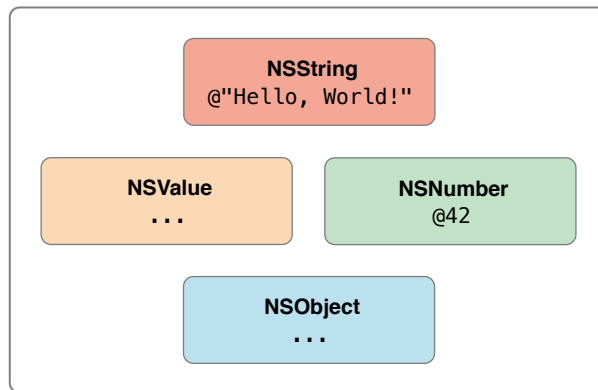 NSString
@"Hello, World!"
NSValue
...
NSNumber
@42
NSObject
...